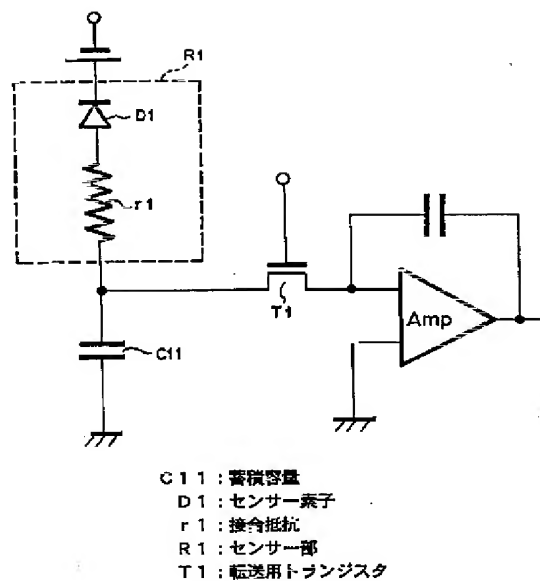 R1
D1
r1
T1
Amp
C11
C11:蓄積容量
D1:センサー素子
r1:接合抵抗
R1:センサー部
T1:転送用トランジスタ